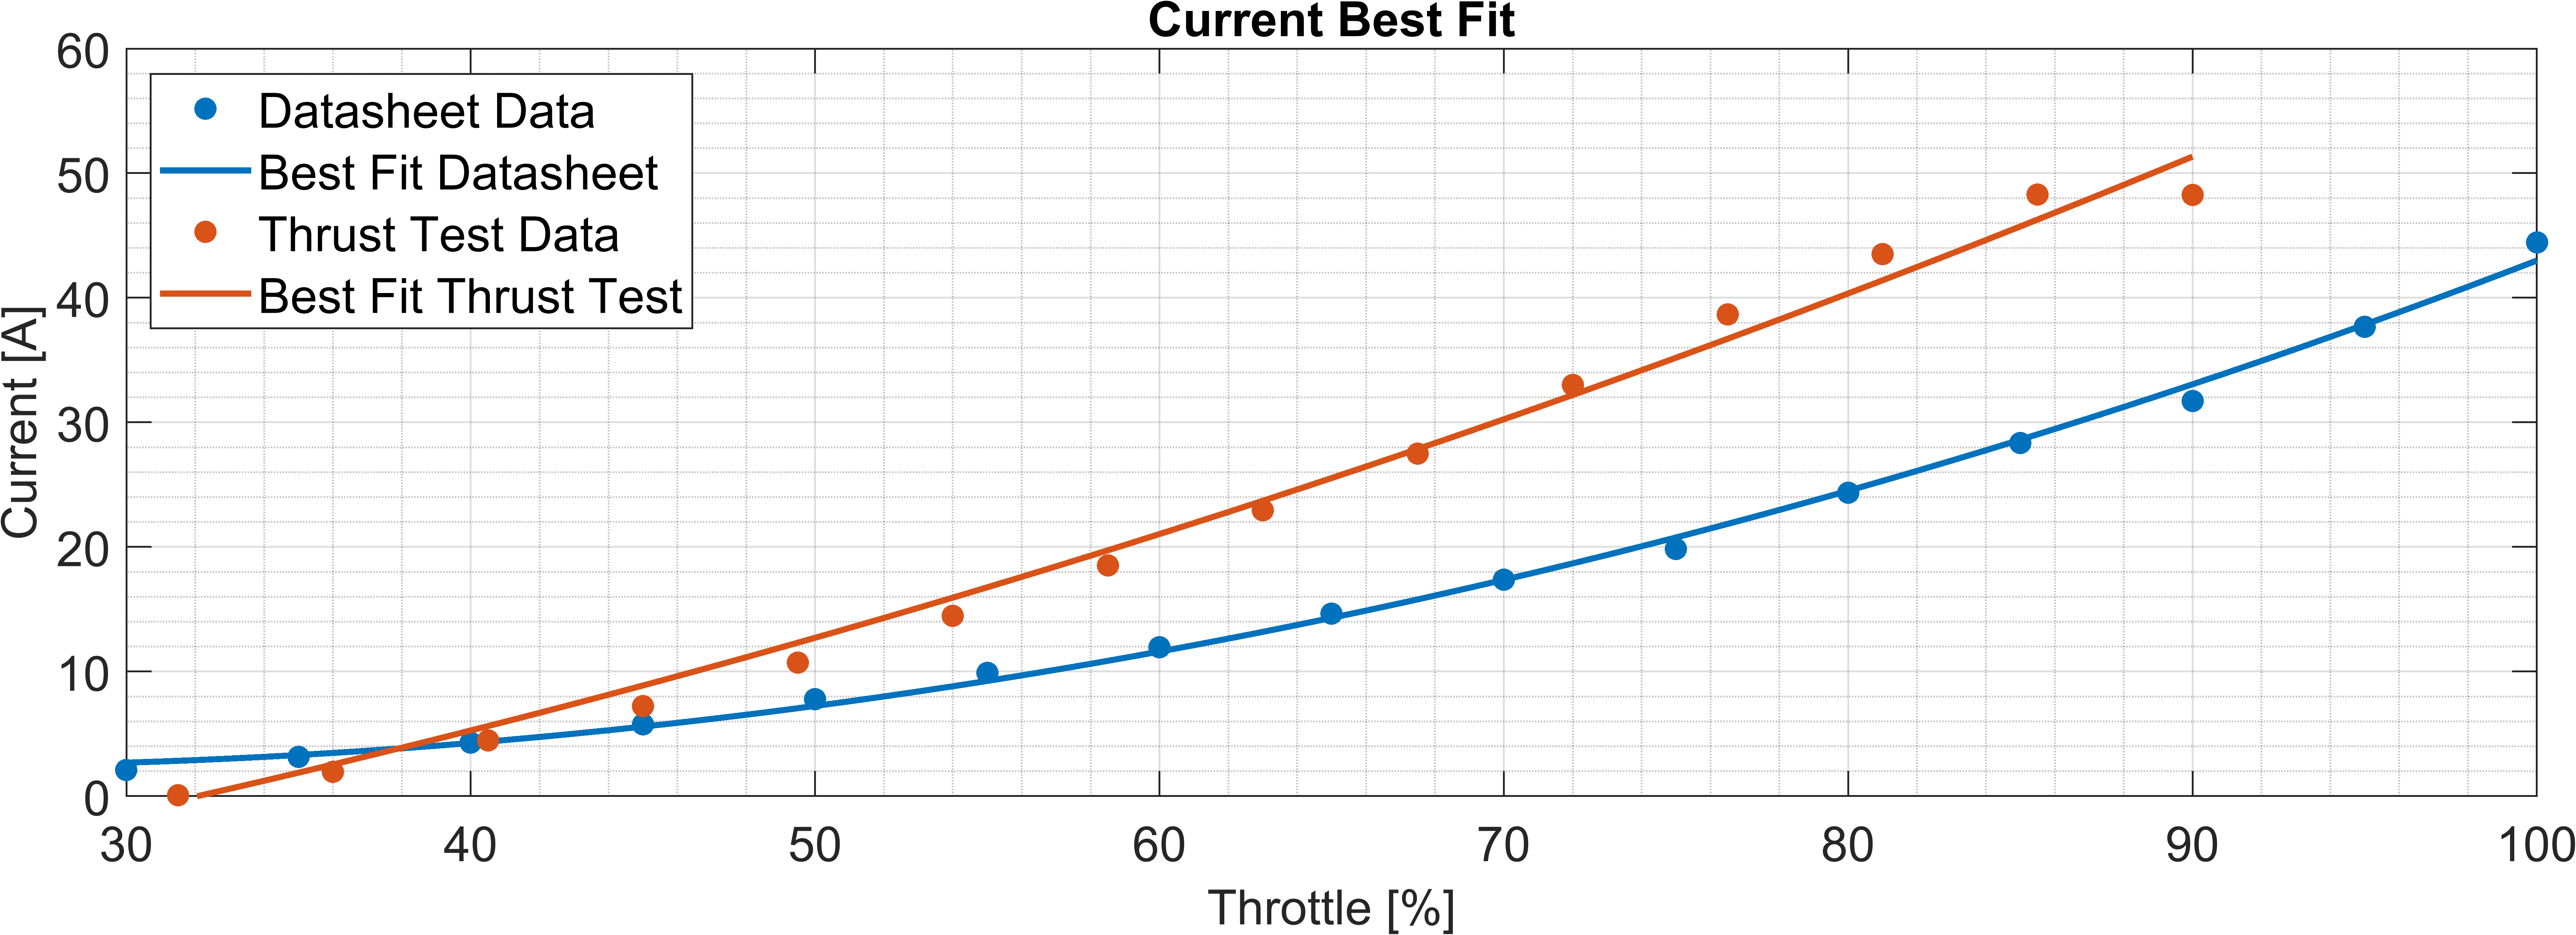 Current Best Fit
60
50
40
30
20
10
0
Current [A]
Datasheet Data
Best Fit Datasheet
Thrust Test Data
Best Fit Thrust Test
30 40 50 60 70 80 90 100
Throttle [%]